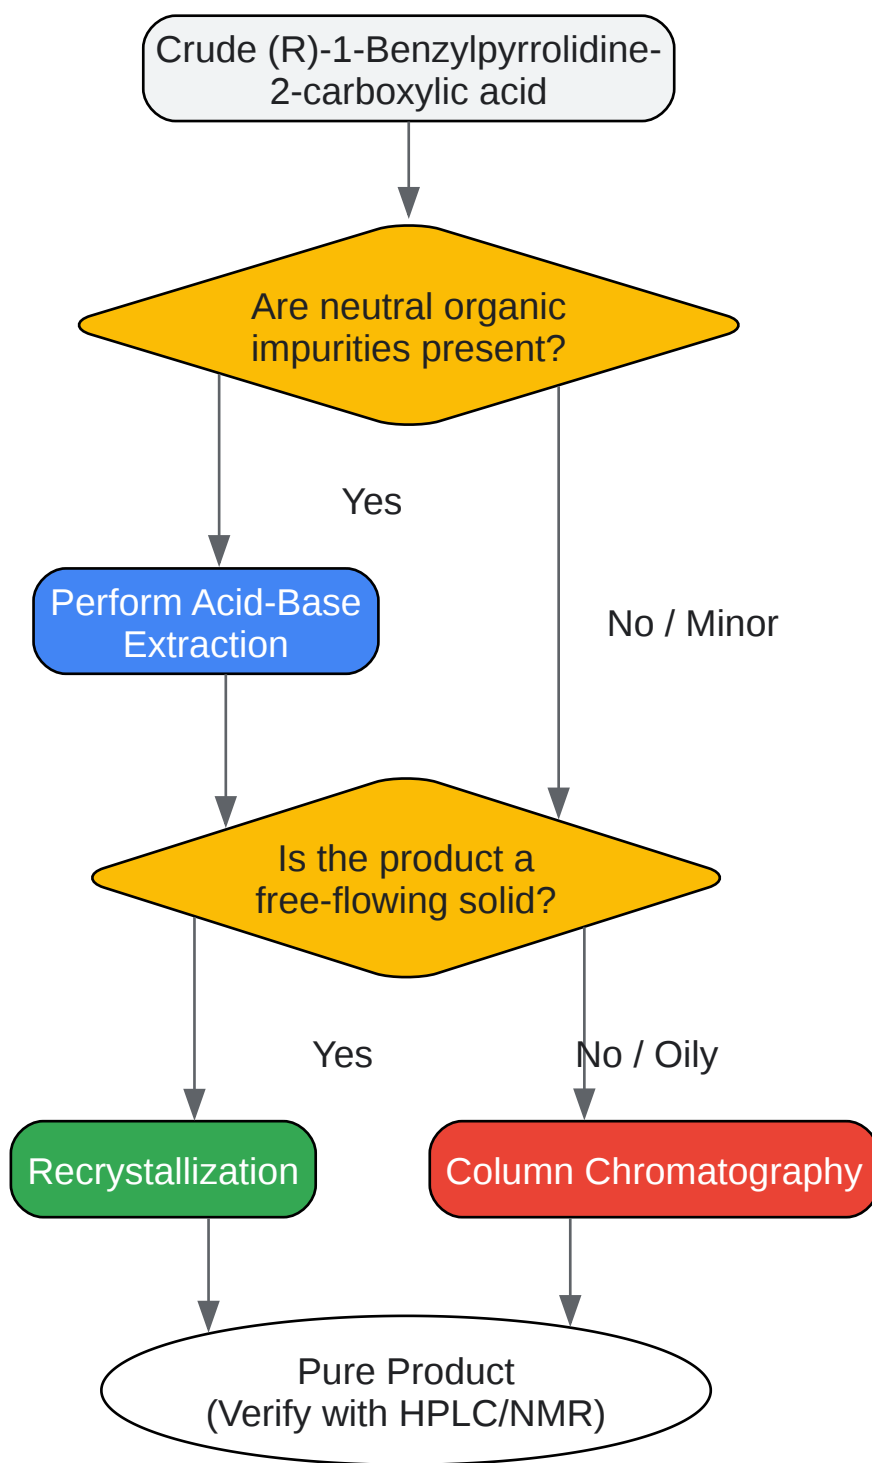 Crude (R)-1-Benzylpyrrolidine-
2-carboxylic acid
Are neutral organic
impurities present?
Yes
Perform Acid-Base
Extraction
No / Minor
Is the product a
free-flowing solid?
Yes
No / Oily
Recrystallization
Column Chromatography
Pure Product
(Verify with HPLC/NMR)